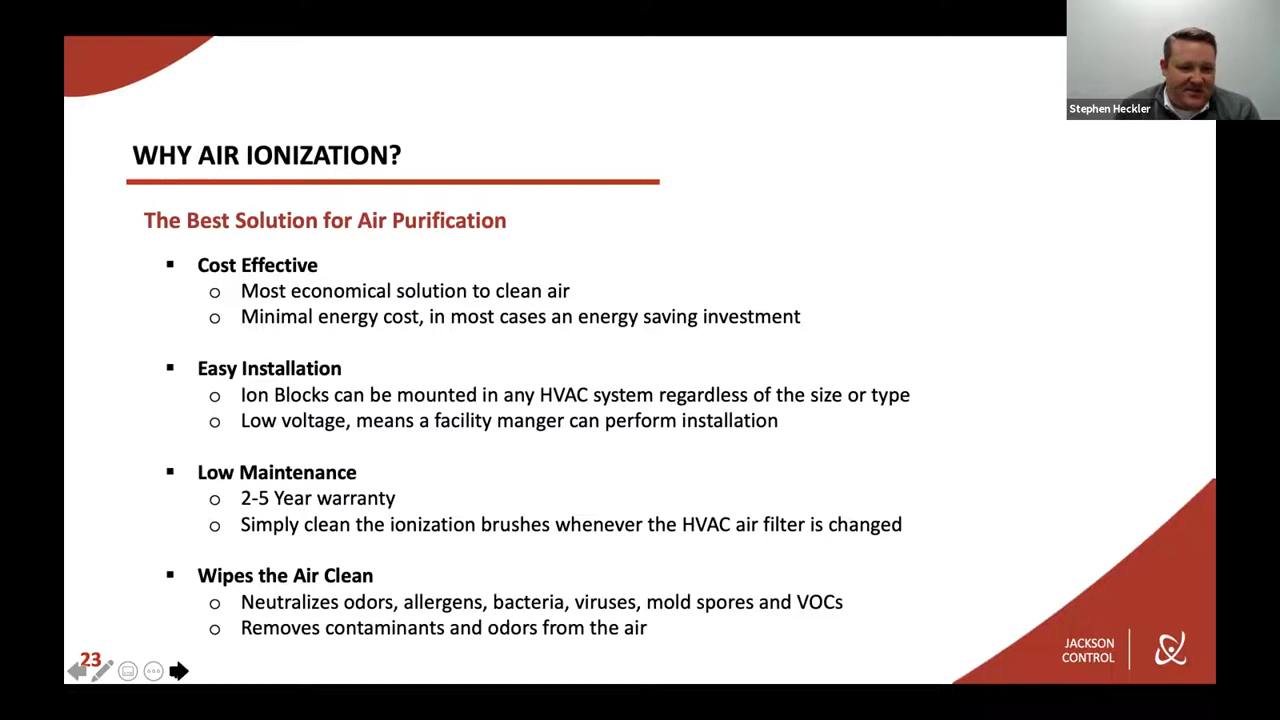 Stephen Heckler
WHY AIR IONIZATION?
The Best Solution for Air Purification
▪ Cost Effective
o Most economical solution to clean air
o Minimal energy cost, in most cases an energy saving investment
▪ Easy Installation
o Ion Blocks can be mounted in any HVAC system regardless of the size or type
o Low voltage, means a facility manger can perform installation
▪ Low Maintenance
o 2-5 Year warranty
o Simply clean the ionization brushes whenever the HVAC air filter is changed
▪ Wipes the Air Clean
o Neutralizes odors, allergens, bacteria, viruses, mold spores and VOCs
o Removes contaminants and odors from the air
23
JACKSON
CONTROL